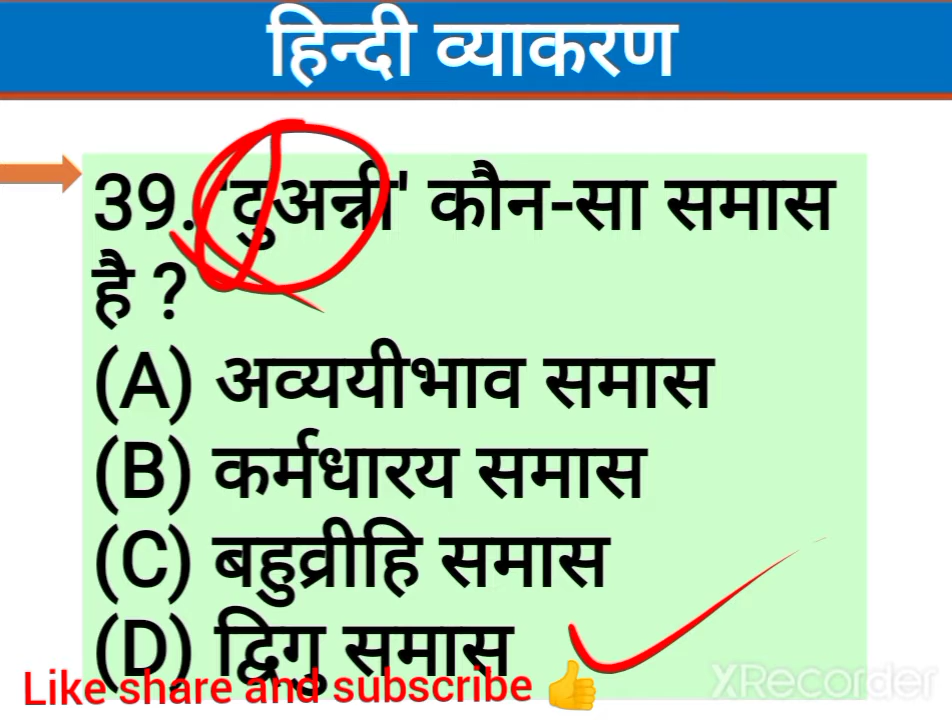 हिन्दी व्याकरण
39. 'दुअन्नी' कौन-सा समास
है ?
(A) अव्ययीभाव समास
(B) कर्मधारय समास
(C) बहुव्रीहि समास
(D) द्विगु समास
Like share and subscribe 👍
XRecorder